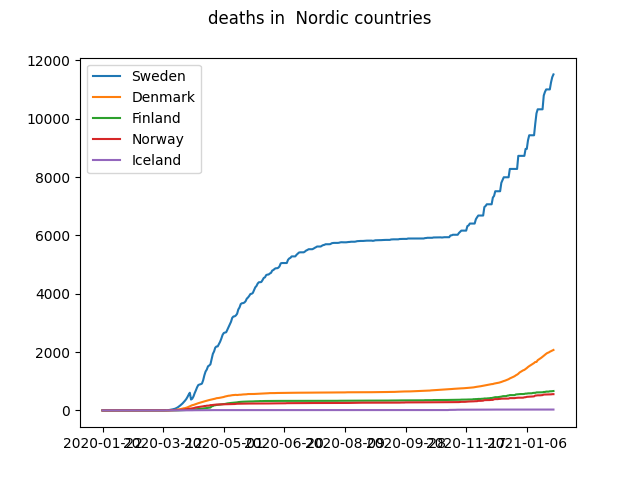 deaths in  Nordic countries
12000
10000
8000
6000
4000
2000
0
Sweden
Denmark
Finland
Norway
Iceland
2020-01-22 2020-03-12 2020-05-01 2020-06-20 2020-08-09 2020-09-28 2020-11-17 2021-01-06